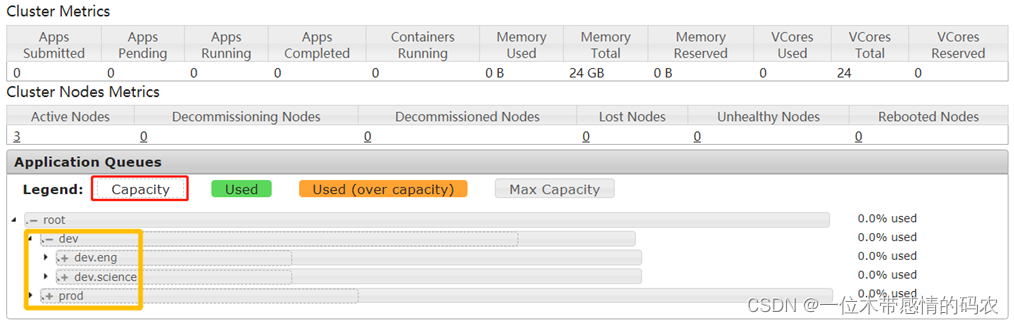 Cluster Metrics
Apps Submitted Apps Pending Apps Running Apps Completed Containers Running Memory Used Memory Total Memory Reserved VCores Used VCores Total VCores Reserved
0 0 0 0 0 0 B 24 GB 0 B 0 24 0
Cluster Nodes Metrics
Active Nodes Decommissioning Nodes Decommissioned Nodes Lost Nodes Unhealthy Nodes Rebooted Nodes
3 0 0 0 0 0
Application Queues
Legend: Capacity Used Used (over capacity) Max Capacity
root 0.0% used
dev 0.0% used
dev.eng 0.0% used
dev.science 0.0% used
prod 0.0% used
CSDN @一位木带感情的码农